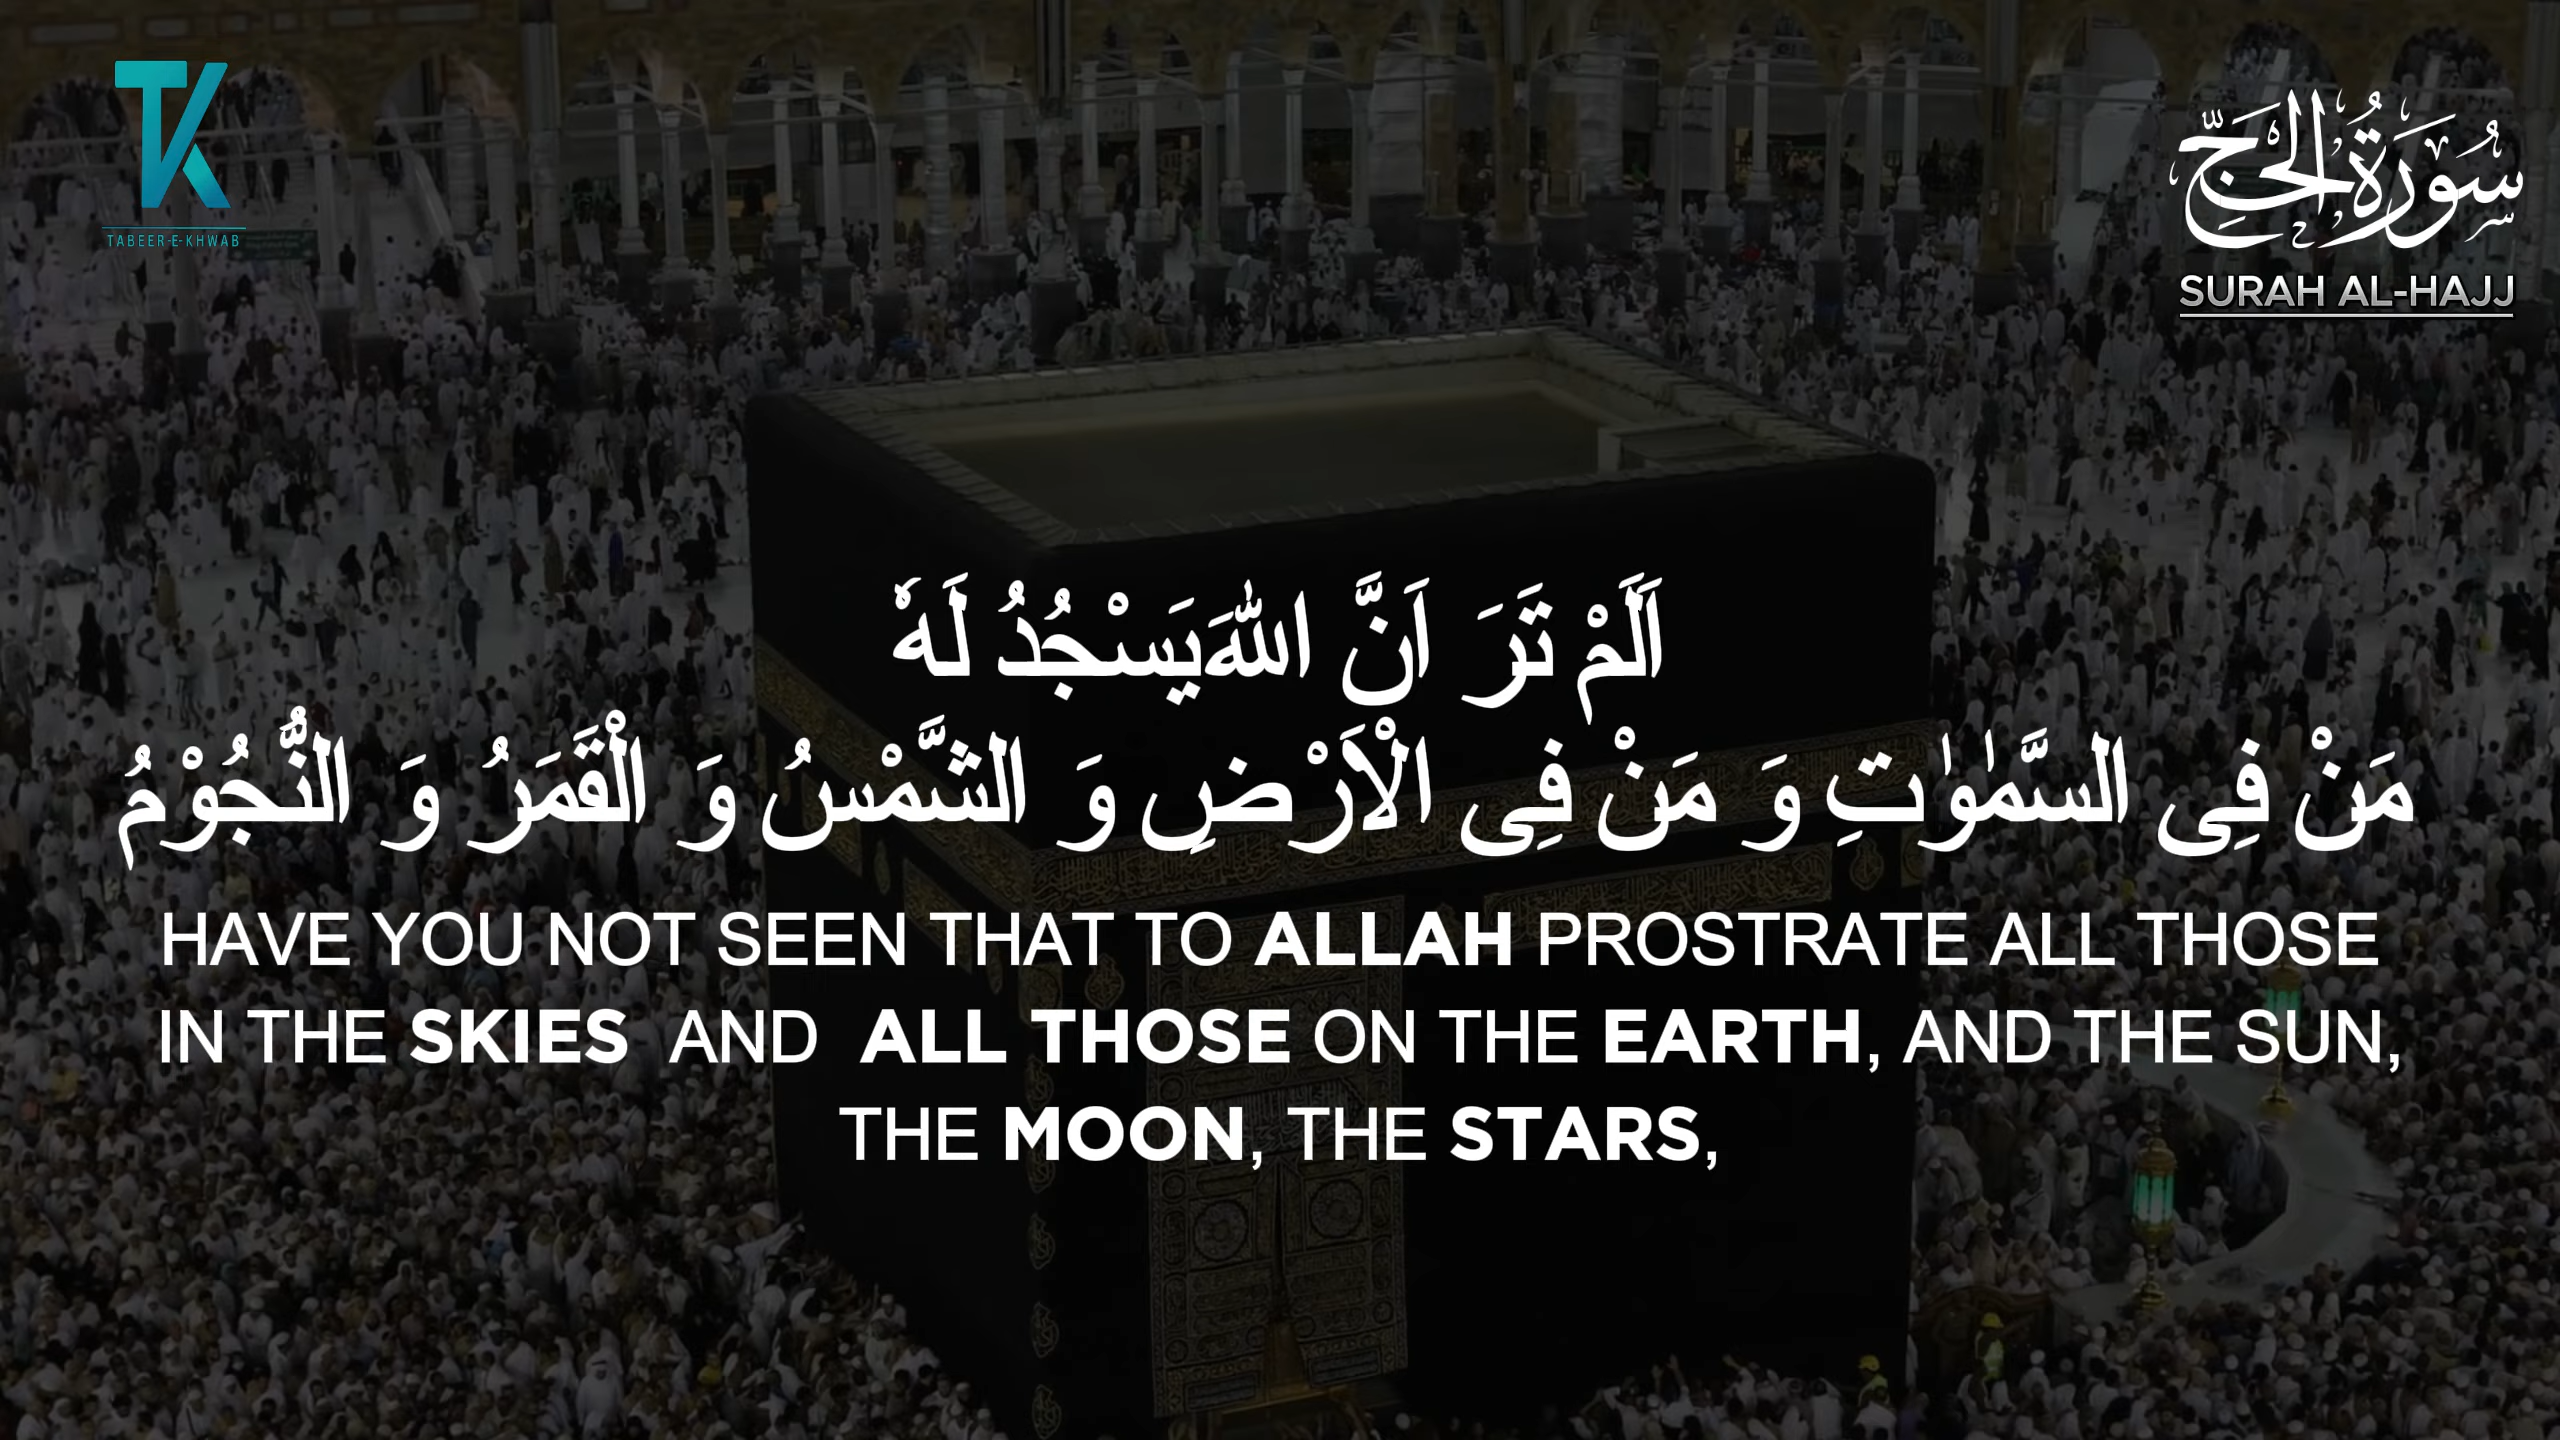 TK
TABEER-E-KHWAB
سُورَةُ الحَجِّ
SURAH AL-HAJJ
اَلَمْ تَرَ اَنَّ اللّٰهَ يَسْجُدُ لَهٗ
مَنْ فِى السَّمٰوٰتِ وَ مَنْ فِى الْاَرْضِ وَ الشَّمْسُ وَ الْقَمَرُ وَ النُّجُوْمُ
HAVE YOU NOT SEEN THAT TO ALLAH PROSTRATE ALL THOSE
IN THE SKIES AND ALL THOSE ON THE EARTH, AND THE SUN,
THE MOON, THE STARS,